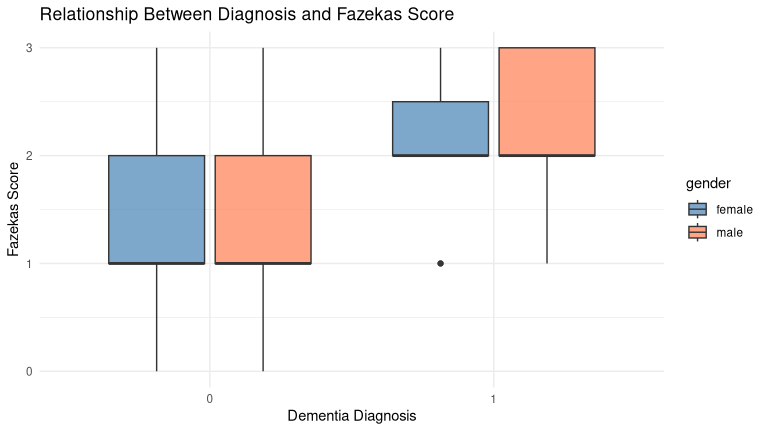 Relationship Between Diagnosis and Fazekas Score
Fazekas Score
3
2
1
0
0 1
Dementia Diagnosis
gender
female
male